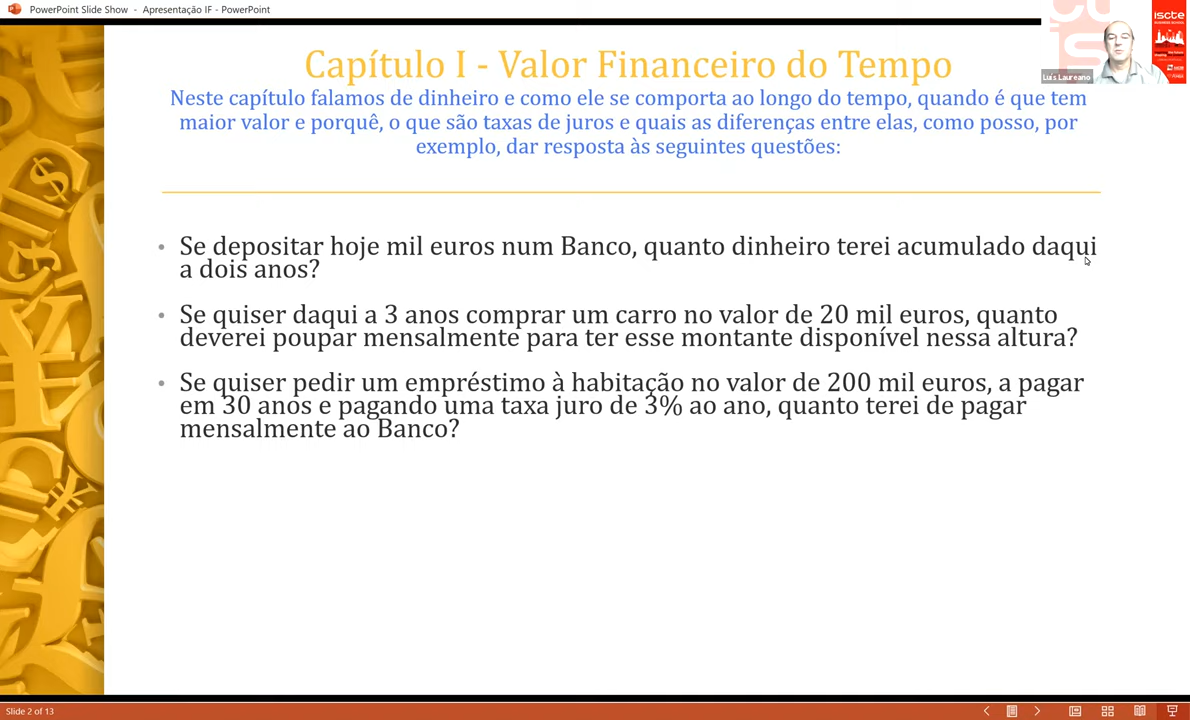 PowerPoint Slide Show - Apresentação IF - PowerPoint
iscte
Luís Laureano
Capítulo I - Valor Financeiro do Tempo
Neste capítulo falamos de dinheiro e como ele se comporta ao longo do tempo, quando é que tem
maior valor e porquê, o que são taxas de juros e quais as diferenças entre elas, como posso, por
exemplo, dar resposta às seguintes questões:
• Se depositar hoje mil euros num Banco, quanto dinheiro terei acumulado daqui
a dois anos?
• Se quiser daqui a 3 anos comprar um carro no valor de 20 mil euros, quanto
deverei poupar mensalmente para ter esse montante disponível nessa altura?
• Se quiser pedir um empréstimo à habitação no valor de 200 mil euros, a pagar
em 30 anos e pagando uma taxa juro de 3% ao ano, quanto terei de pagar
mensalmente ao Banco?
Slide 2 of 13